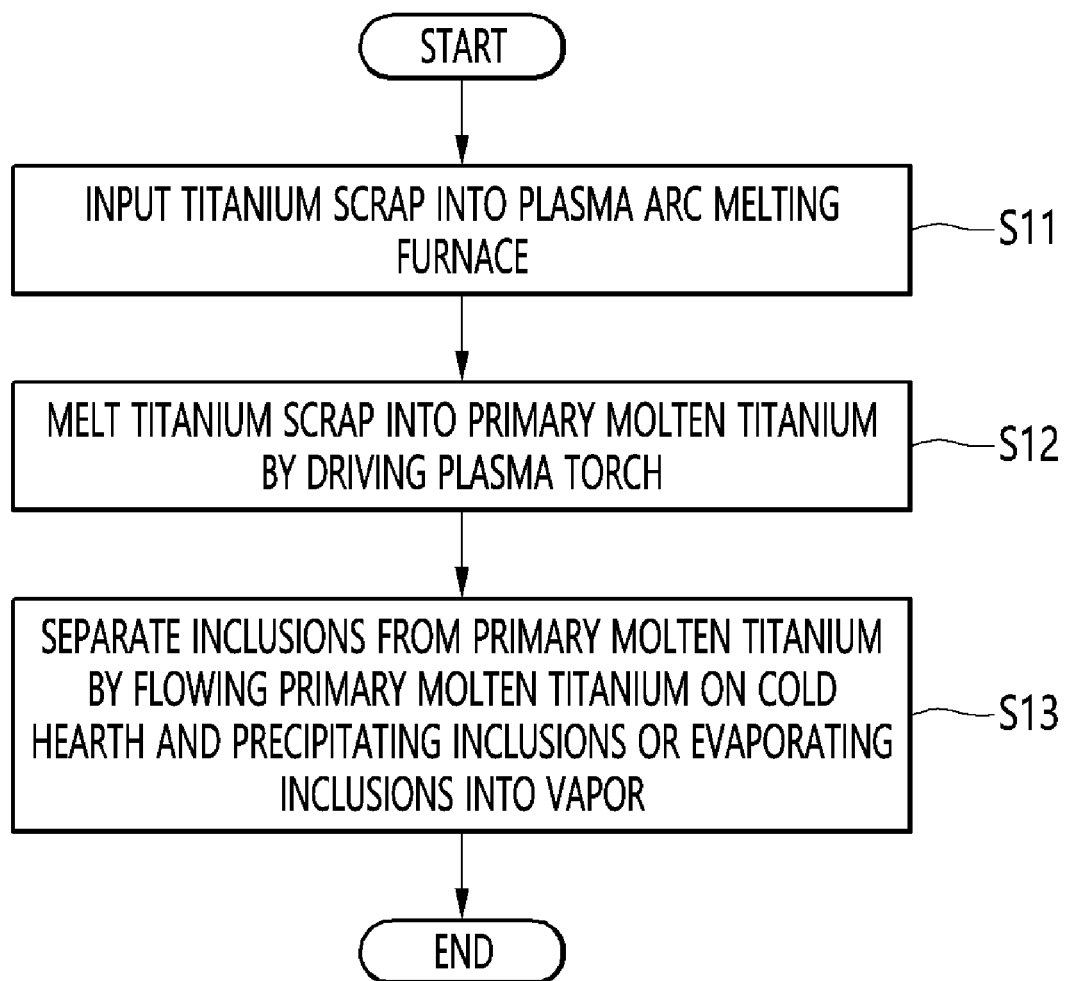 START
INPUT TITANIUM SCRAP INTO PLASMA ARC MELTING
FURNACE
S11
MELT TITANIUM SCRAP INTO PRIMARY MOLTEN TITANIUM
BY DRIVING PLASMA TORCH
S12
SEPARATE INCLUSIONS FROM PRIMARY MOLTEN TITANIUM
BY FLOWING PRIMARY MOLTEN TITANIUM ON COLD
HEARTH AND PRECIPITATING INCLUSIONS OR EVAPORATING
INCLUSIONS INTO VAPOR
S13
END